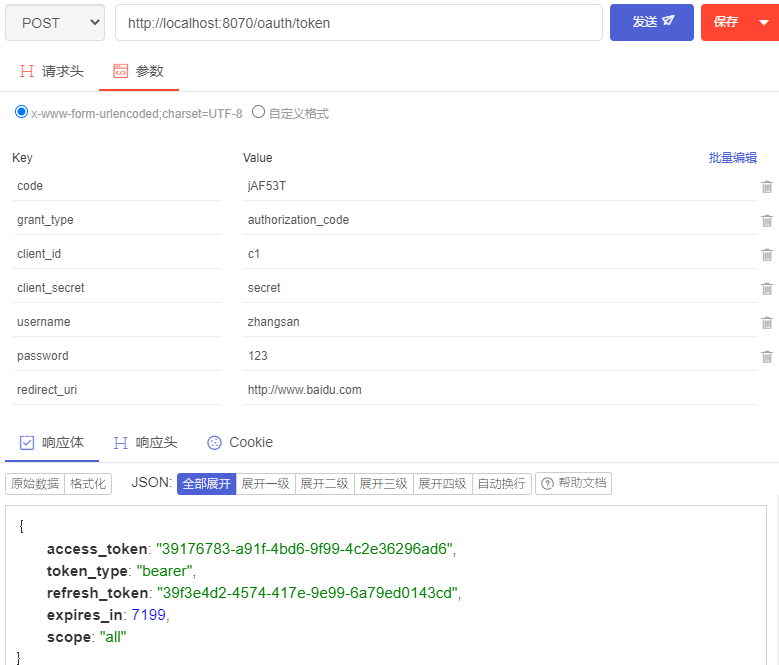 POST http://localhost:8070/oauth/token 发送 保存
请求头 参数
x-www-form-urlencoded;charset=UTF-8 自定义格式
Key Value 批量编辑
code jAF53T
grant_type authorization_code
client_id c1
client_secret secret
username zhangsan
password 123
redirect_uri http://www.baidu.com
响应体 响应头 Cookie
原始数据 格式化 JSON: 全部展开 展开一级 展开二级 展开三级 展开四级 自动换行 帮助文档
{
access_token: "39176783-a91f-4bd6-9f99-4c2e36296ad6",
token_type: "bearer",
refresh_token: "39f3e4d2-4574-417e-9e99-6a79ed0143cd",
expires_in: 7199,
scope: "all"
}